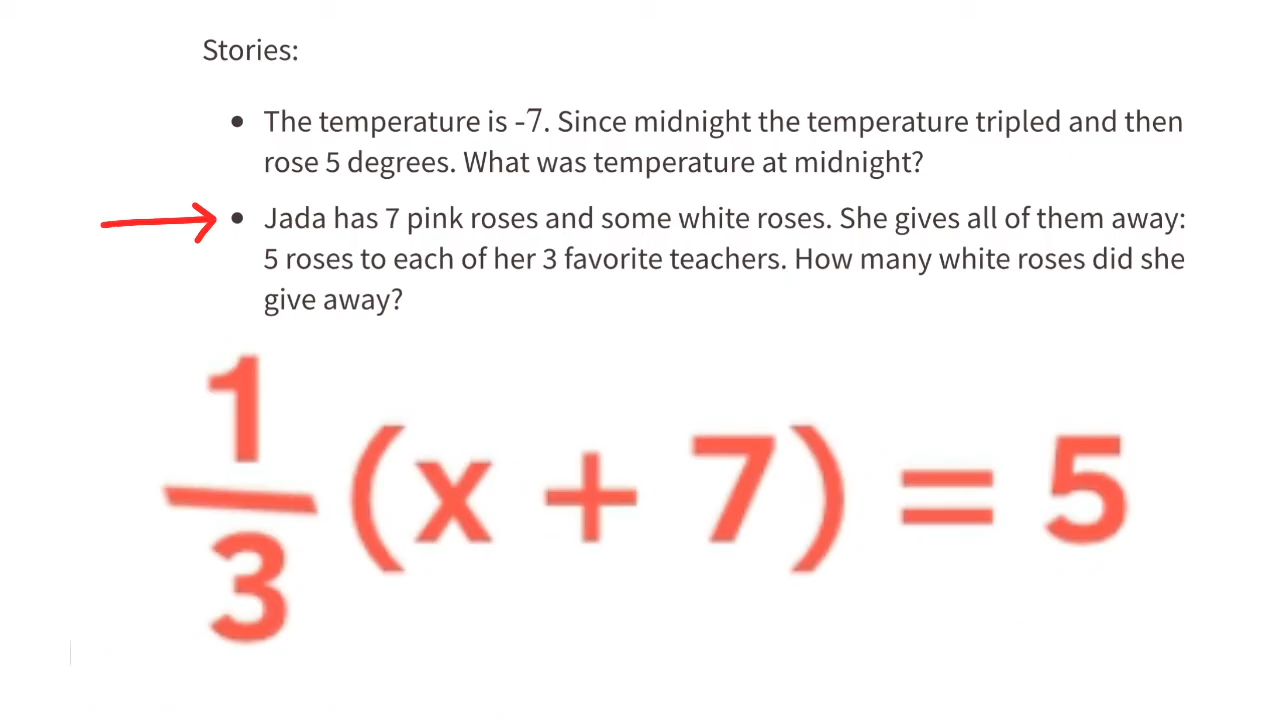 Stories:
The temperature is -7. Since midnight the temperature tripled and then
rose 5 degrees. What was temperature at midnight?
Jada has 7 pink roses and some white roses. She gives all of them away:
5 roses to each of her 3 favorite teachers. How many white roses did she
give away?
1/3 (x + 7) = 5